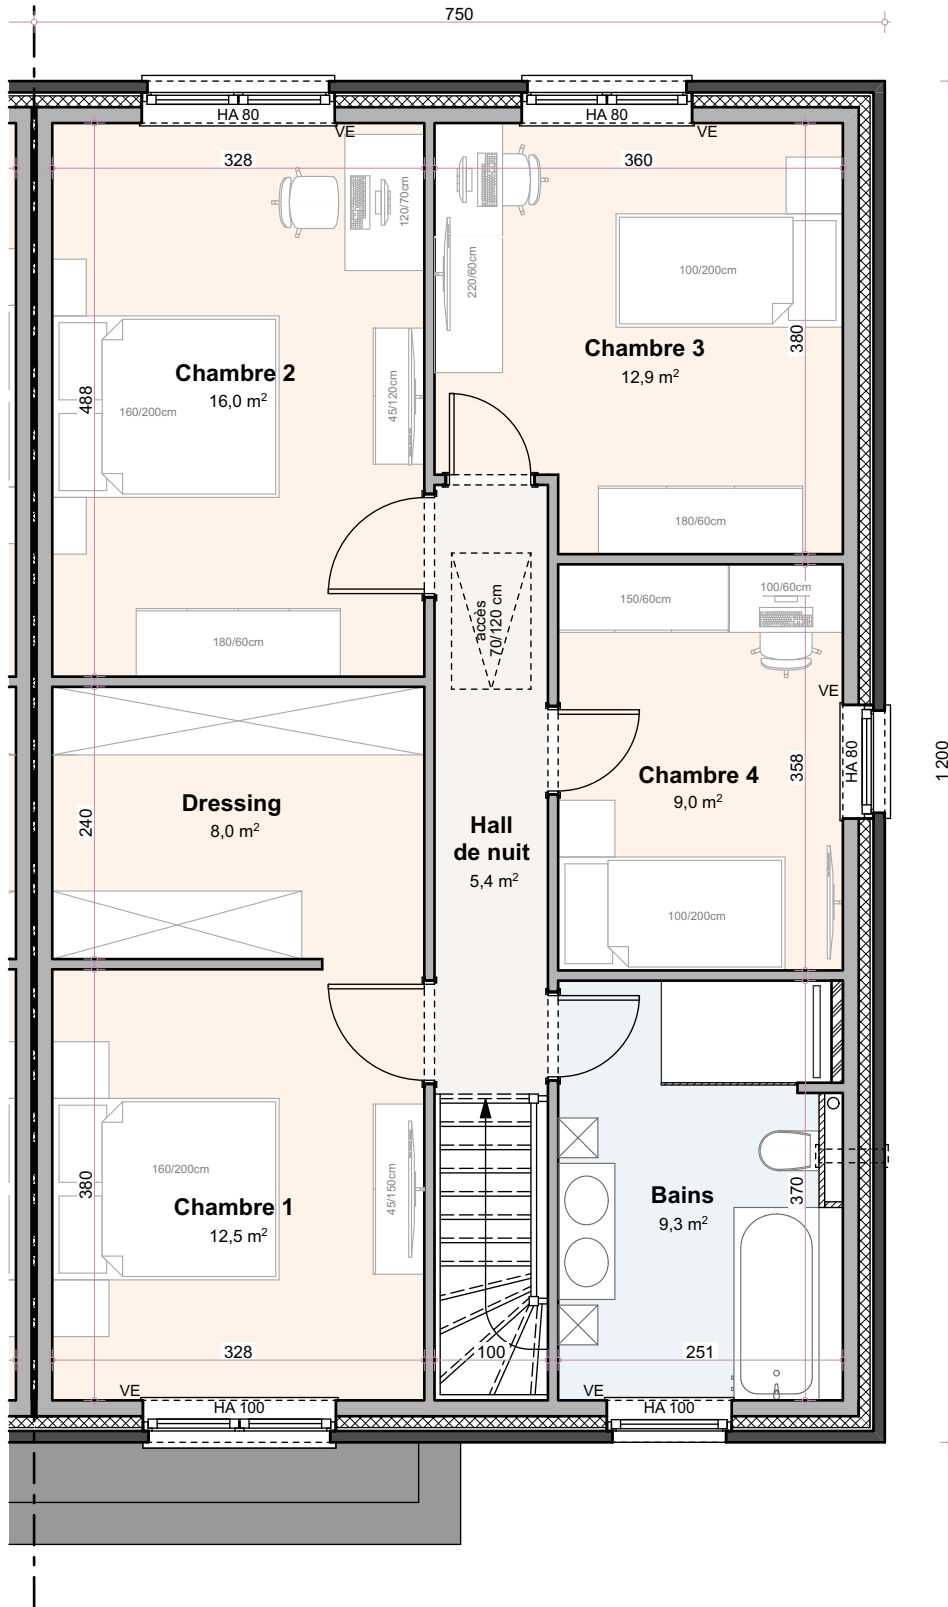 750
HA 80
VE
HA 80
VE
328
360
120/70cm
220/60cm
100/200cm
380
Chambre 2
16,0 m²
Chambre 3
12,9 m²
488
160/200cm
45/120cm
180/60cm
180/60cm
accès
70/120 cm
150/60cm
100/60cm
VE
HA 80
358
1 200
Chambre 4
9,0 m²
Dressing
8,0 m²
240
Hall
de nuit
5,4 m²
100/200cm
160/200cm
380
45/150cm
Chambre 1
12,5 m²
Bains
9,3 m²
370
328
100
251
VE
HA 100
VE
HA 100